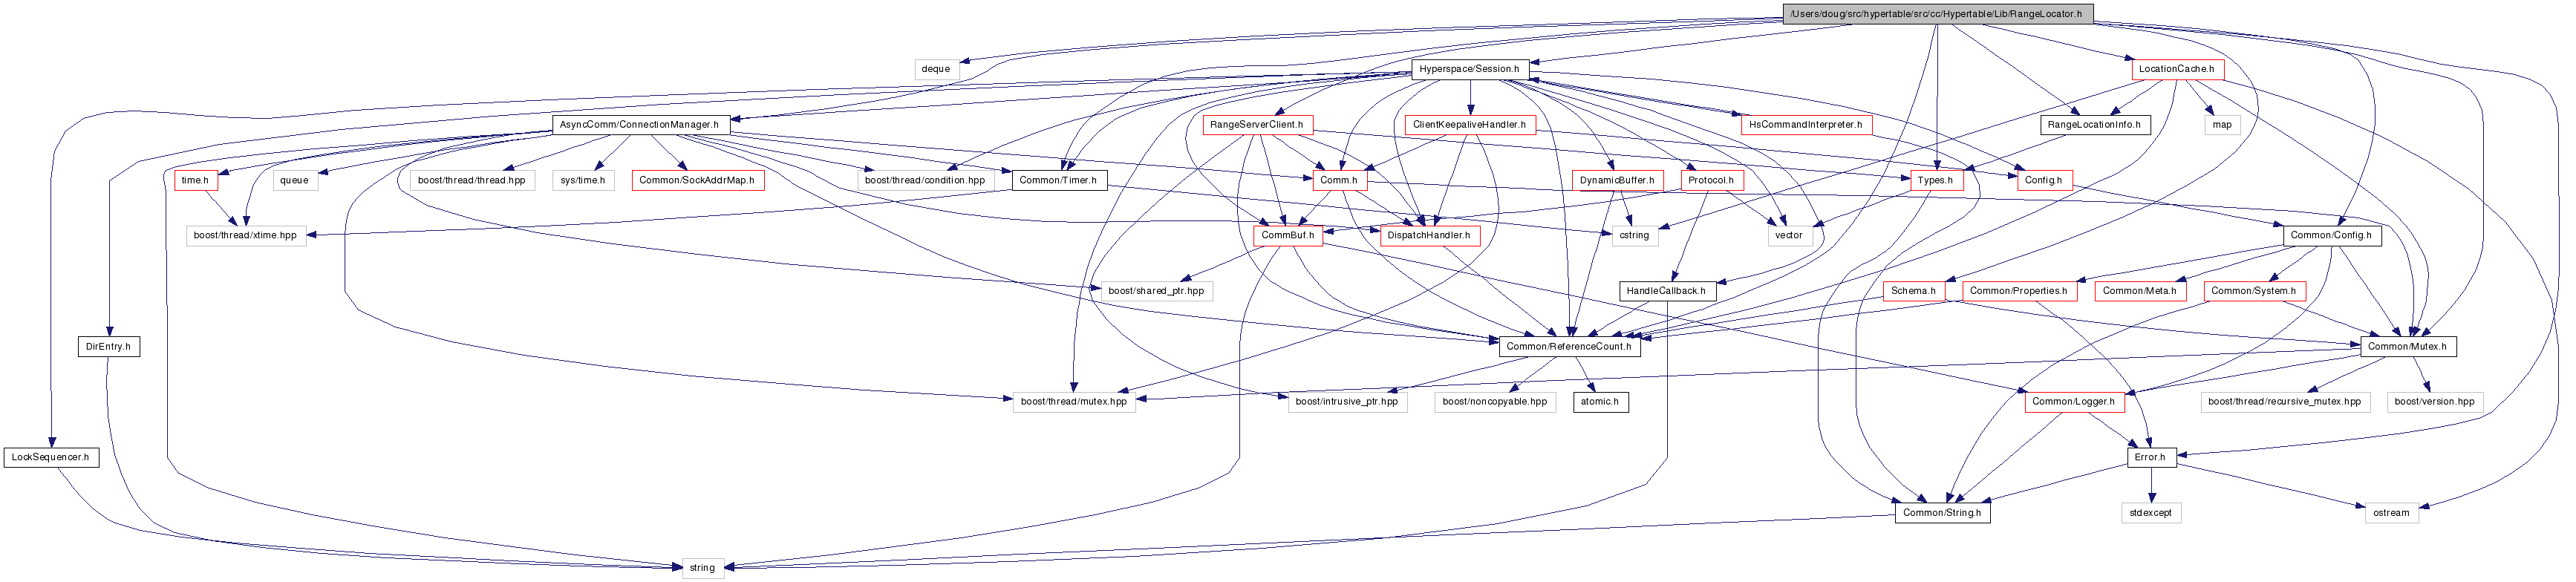 /Users/doug/src/hypertable/src/cc/Hypertable/Lib/RangeLocator.h
deque
Hyperspace/Session.h
LocationCache.h
AsyncComm/ConnectionManager.h
RangeServerClient.h
ClientKeepaliveHandler.h
HsCommandInterpreter.h
RangeLocationInfo.h
map
time.h
queue
boost/thread/thread.hpp
sys/time.h
Common/SockAddrMap.h
boost/thread/condition.hpp
Common/Timer.h
Comm.h
DynamicBuffer.h
Protocol.h
Types.h
Config.h
boost/thread/xtime.hpp
CommBuf.h
DispatchHandler.h
cstring
vector
Common/Config.h
boost/shared_ptr.hpp
HandleCallback.h
Schema.h
Common/Properties.h
Common/Meta.h
Common/System.h
DirEntry.h
Common/ReferenceCount.h
Common/Mutex.h
boost/thread/mutex.hpp
boost/intrusive_ptr.hpp
boost/noncopyable.hpp
atomic.h
Common/Logger.h
boost/thread/recursive_mutex.hpp
boost/version.hpp
LockSequencer.h
Error.h
Common/String.h
stdexcept
ostream
string